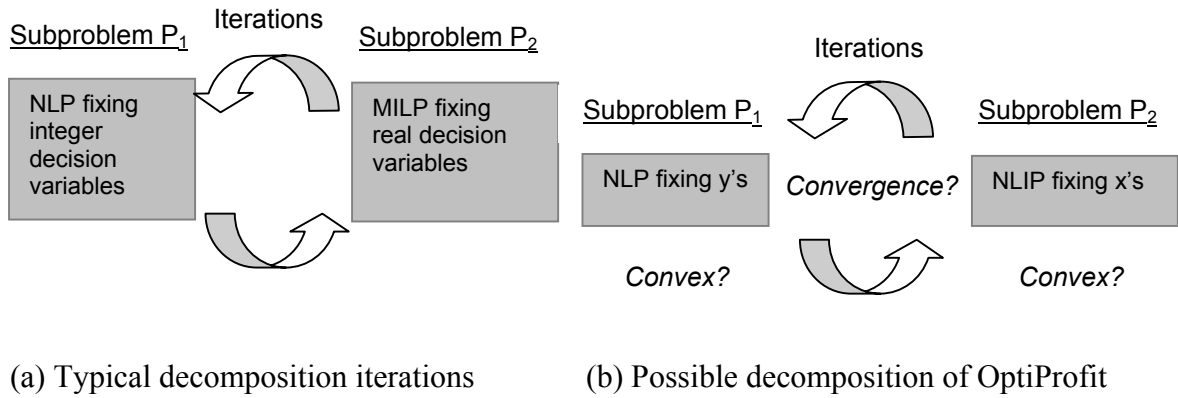 Iterations
Subproblem P₁
Subproblem P₂
NLP fixing
integer
decision
variables
MILP fixing
real decision
variables
(a) Typical decomposition iterations
Iterations
Subproblem P₁
Subproblem P₂
NLP fixing y's
Convergence?
NLIP fixing x's
Convex?
Convex?
(b) Possible decomposition of OptiProfit